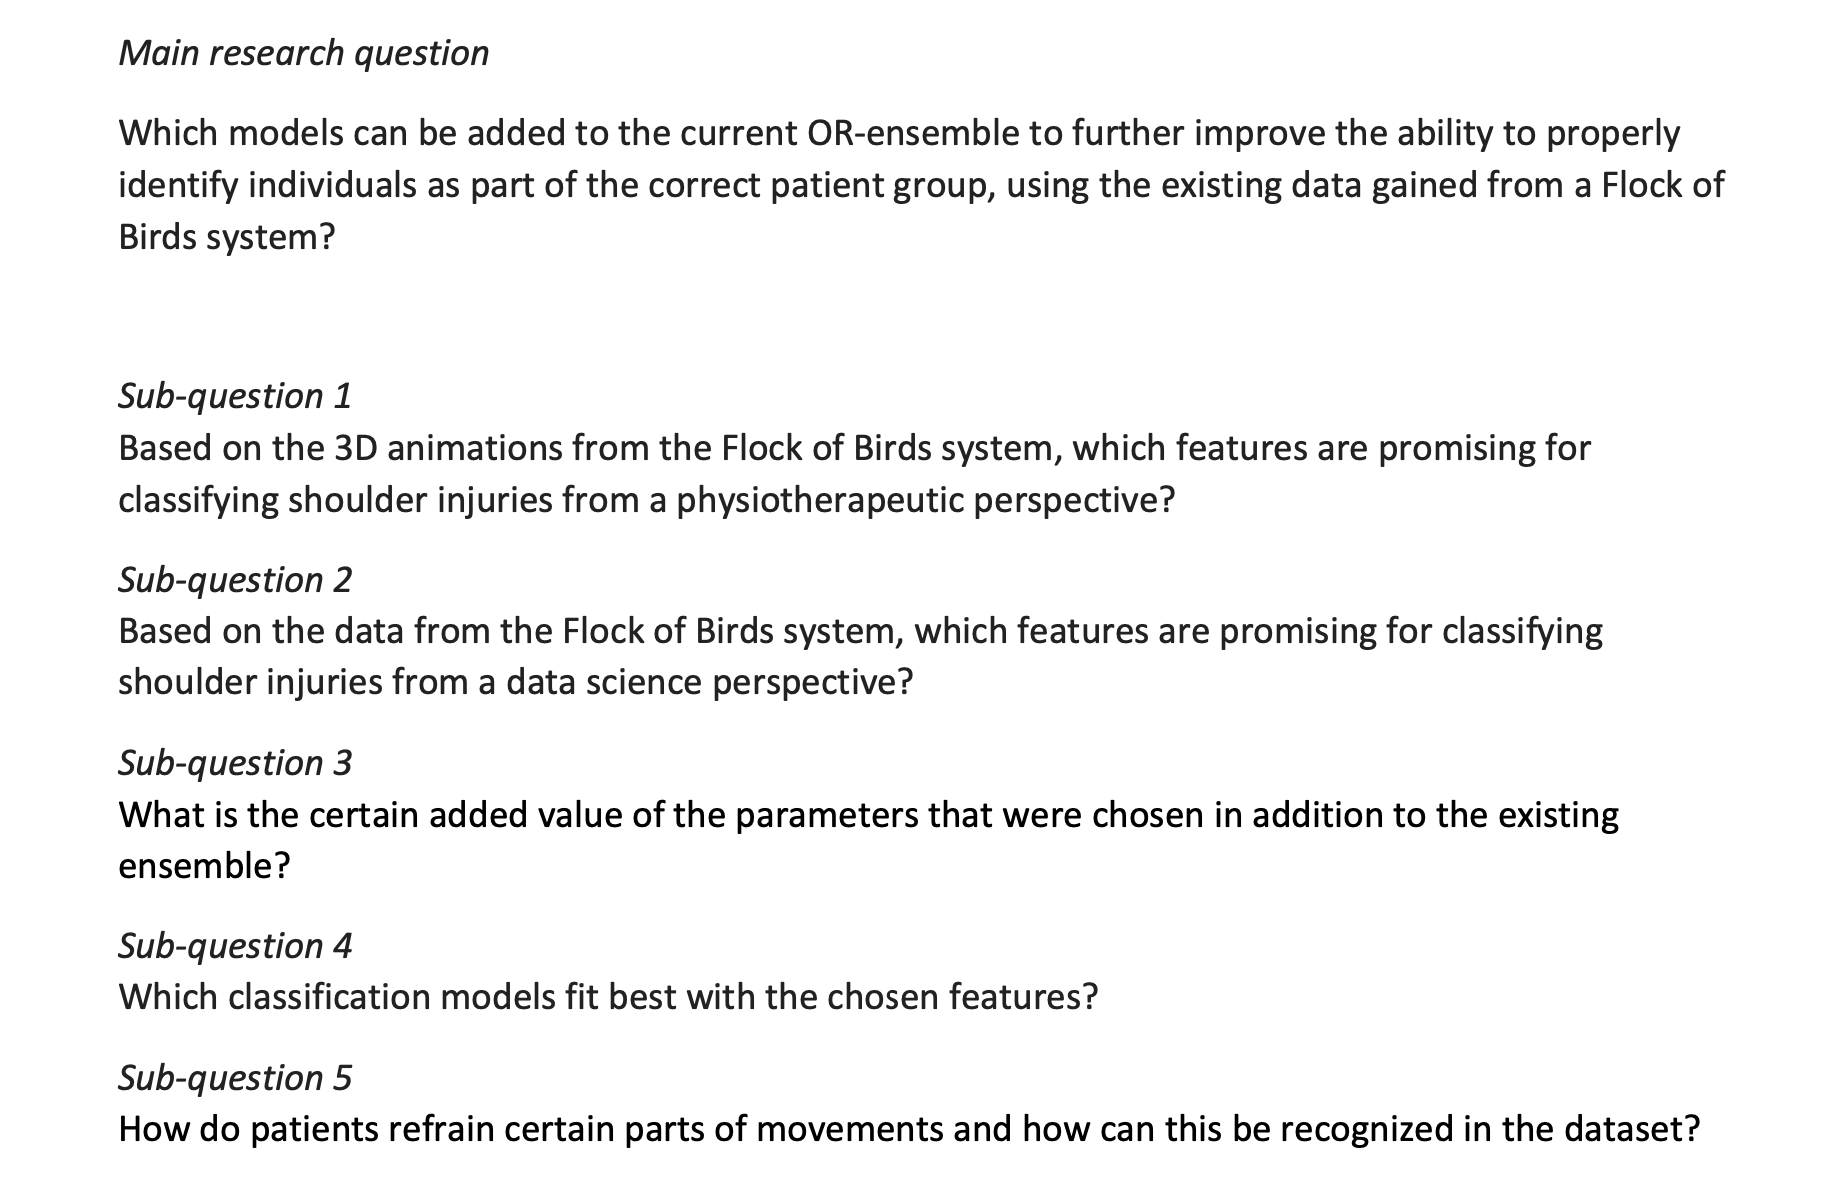 Main research question
Which models can be added to the current OR-ensemble to further improve the ability to properly
identify individuals as part of the correct patient group, using the existing data gained from a Flock of
Birds system?
Sub-question 1
Based on the 3D animations from the Flock of Birds system, which features are promising for
classifying shoulder injuries from a physiotherapeutic perspective?
Sub-question 2
Based on the data from the Flock of Birds system, which features are promising for classifying
shoulder injuries from a data science perspective?
Sub-question 3
What is the certain added value of the parameters that were chosen in addition to the existing
ensemble?
Sub-question 4
Which classification models fit best with the chosen features?
Sub-question 5
How do patients refrain certain parts of movements and how can this be recognized in the dataset?